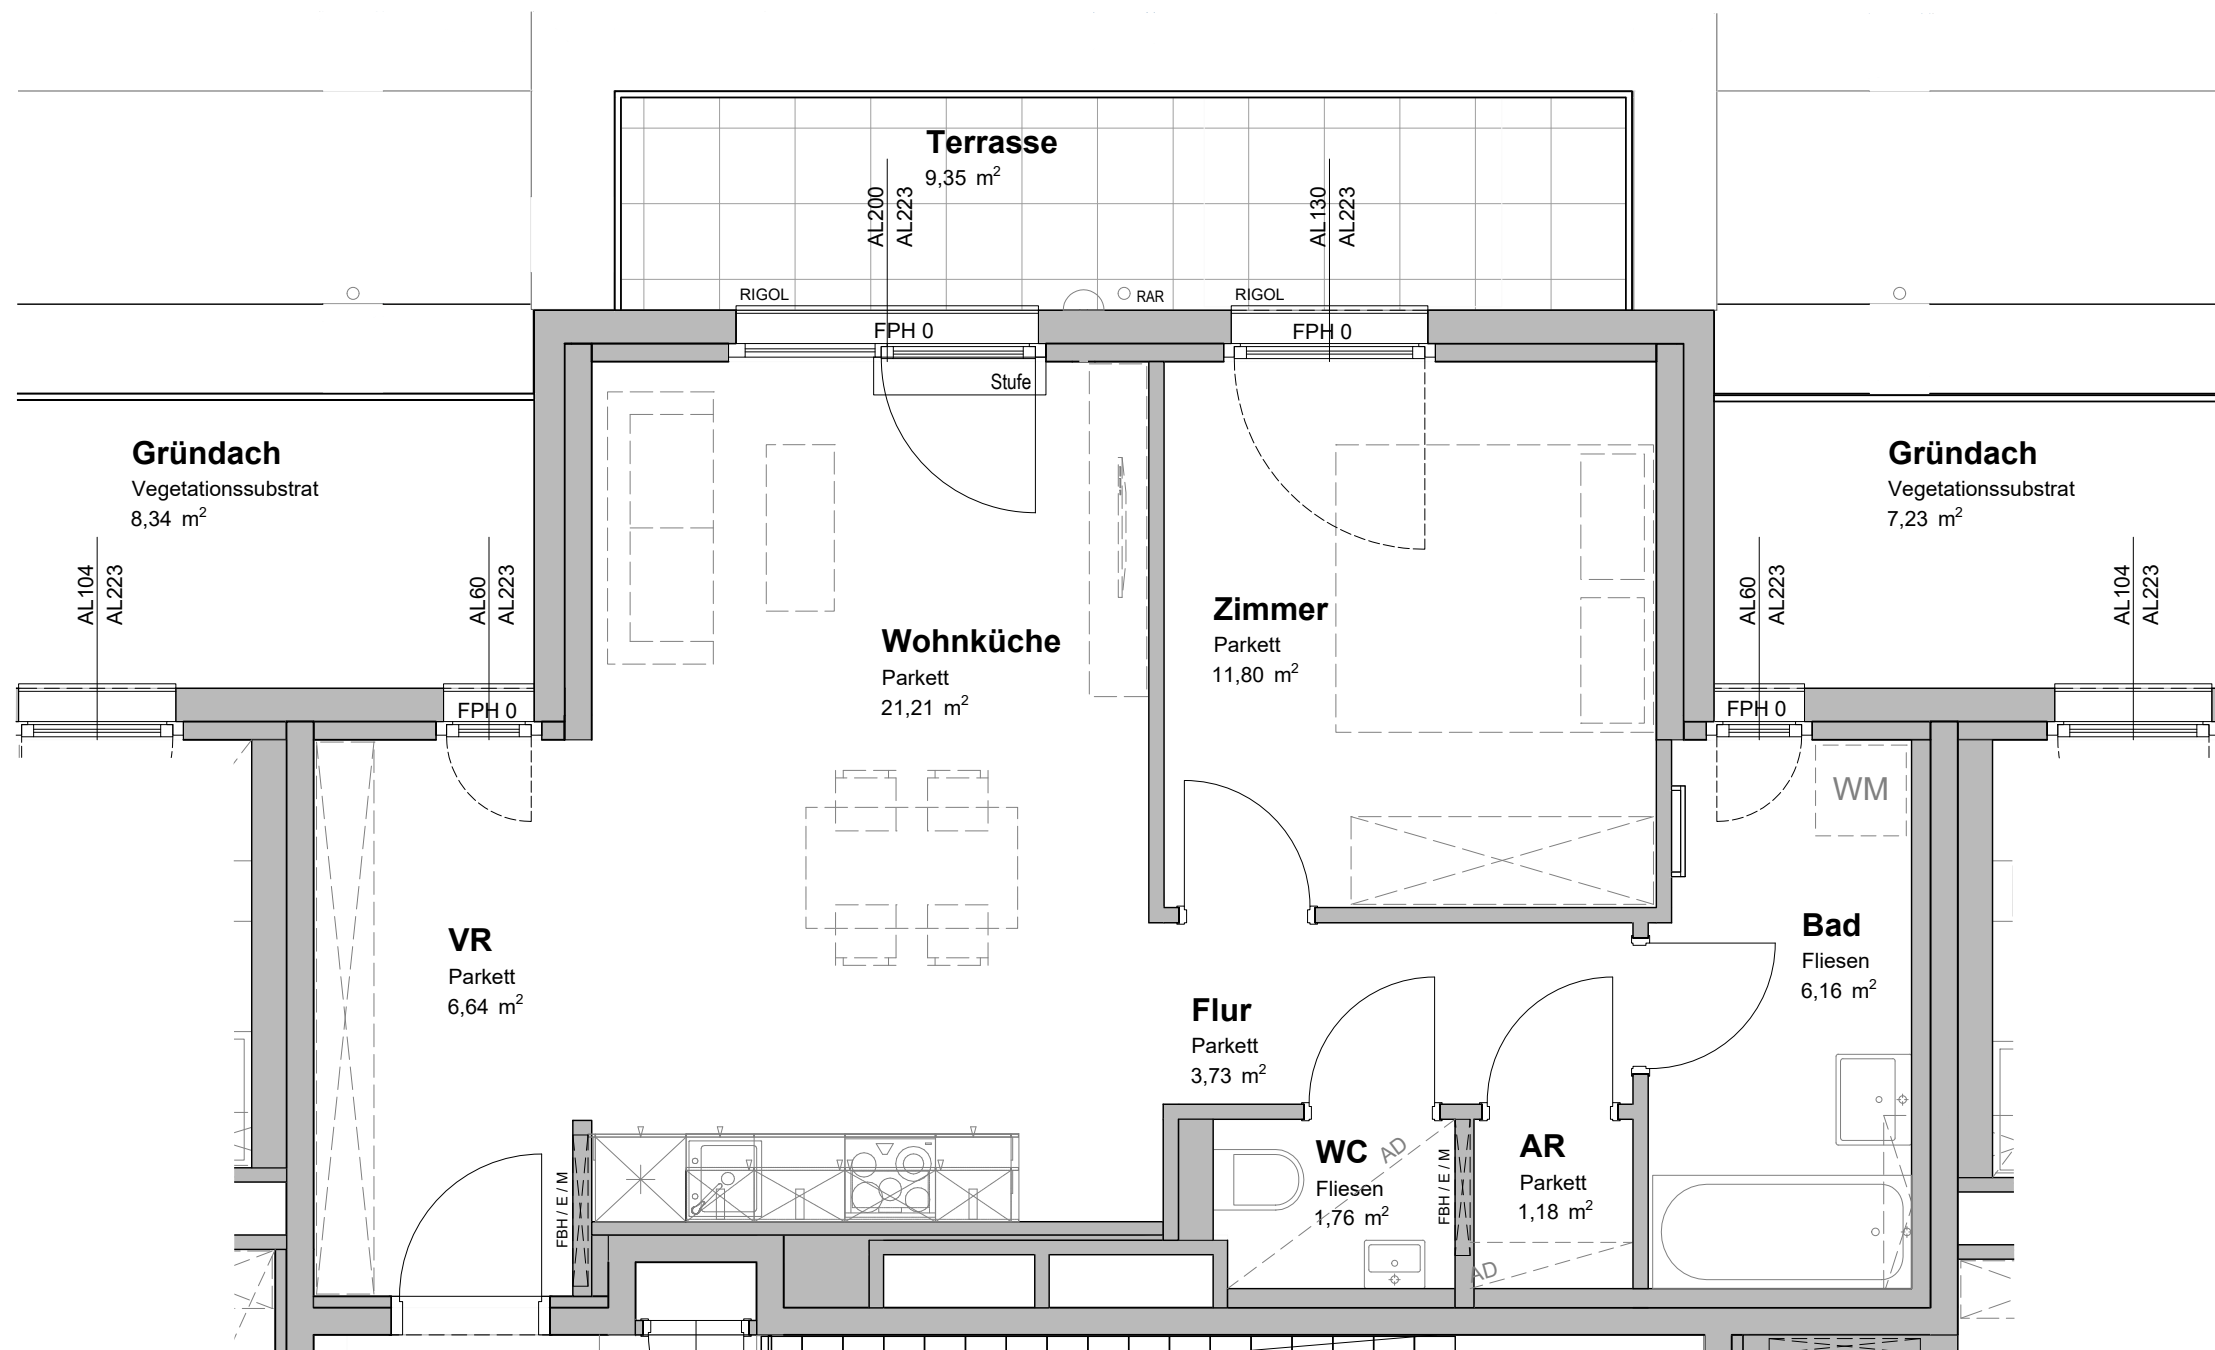 Terrasse
9,35 m²
AL200
AL223
AL130
AL223
RIGOL
RAR
RIGOL
FPH 0
FPH 0
Stufe
Gründach
Vegetationssubstrat
8,34 m²
Gründach
Vegetationssubstrat
7,23 m²
AL104
AL223
AL60
AL223
AL60
AL223
AL104
AL223
FPH 0
FPH 0
Zimmer
Parkett
11,80 m²
Wohnküche
Parkett
21,21 m²
WM
VR
Parkett
6,64 m²
Bad
Fliesen
6,16 m²
Flur
Parkett
3,73 m²
FBH / E / M
WC
Fliesen
1,76 m²
AD
FBH / E / M
AR
Parkett
1,18 m²
AD